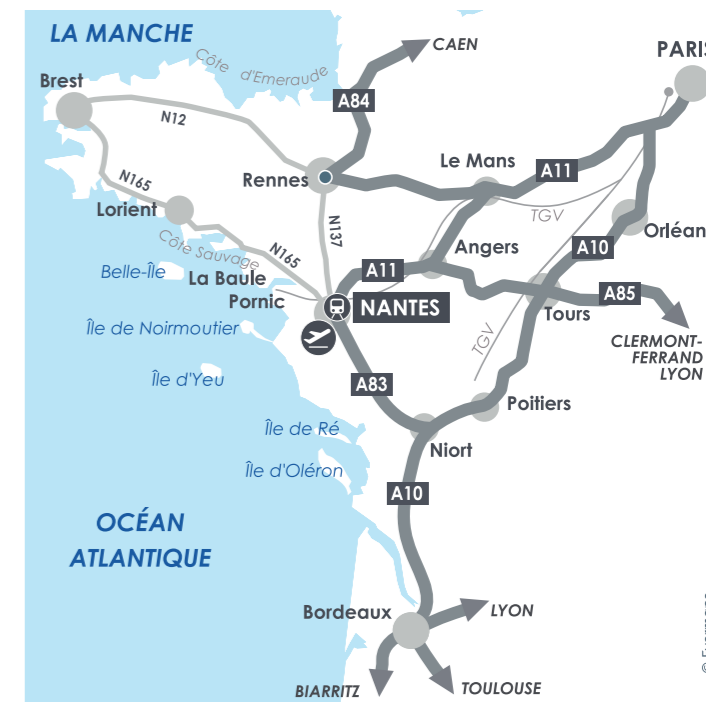 LA MANCHE
CAEN
PARIS
Côte d'Emeraude
Brest
A84
N12
Le Mans
A11
Rennes
N165
Lorient
N137
TGV
Orléan
Côte Sauvage
N165
Angers
A10
Belle-Île
La Baule
A11
Pornic
NANTES
A85
Tours
Île de Noirmoutier
TGV
CLERMONT-
FERRAND
LYON
Île d'Yeu
A83
Poitiers
Île de Ré
Niort
Île d'Oléron
A10
OCÉAN
ATLANTIQUE
Bordeaux
LYON
BIARRITZ
TOULOUSE